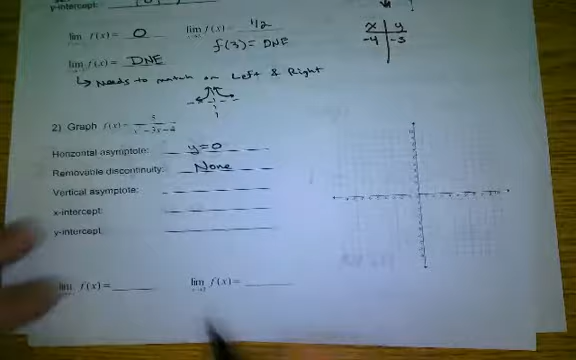 y-intercept:
lim f(x) = 0 lim f(x) = 1/2
f(3) = DNE
x y
-4 -3
lim f(x) = DNE
↳ Needs to match on Left & Right
2) Graph f(x) =
Horizontal asymptote: y=0
Removable discontinuity: None
Vertical asymptote:
x-intercept:
y-intercept:
lim f(x) = lim f(x) =